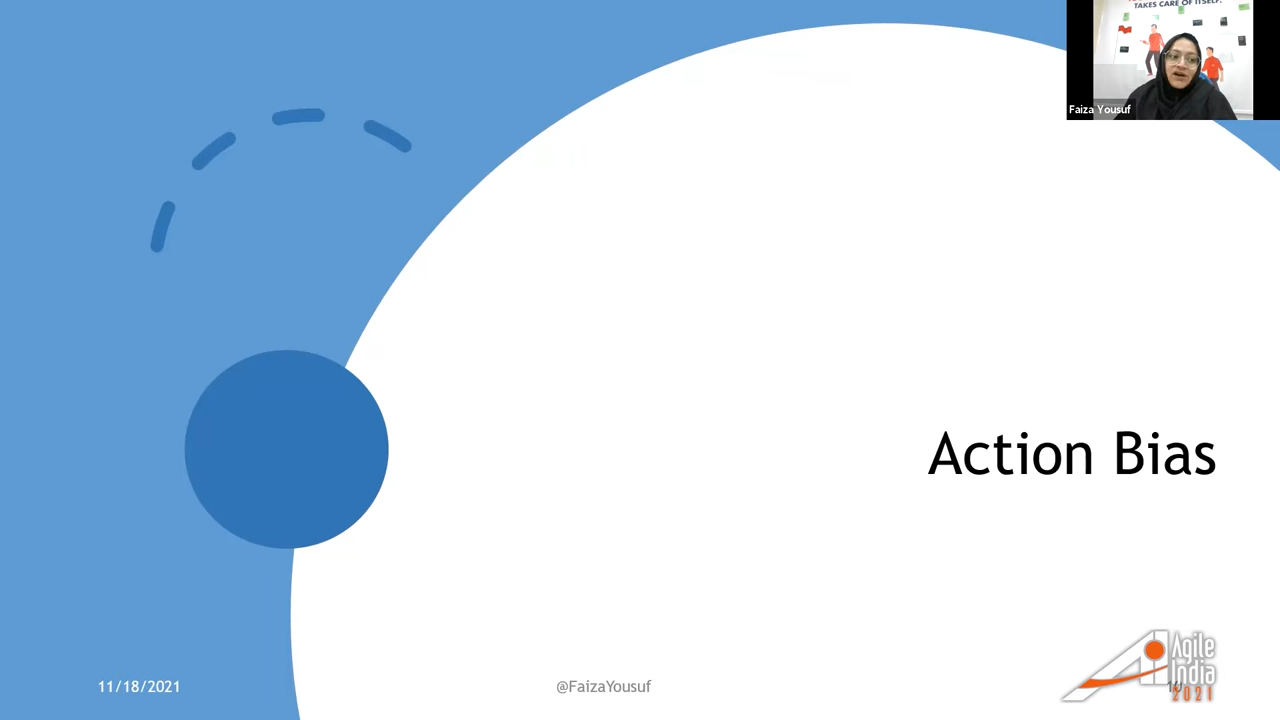 TAKES CARE OF ITSELF.
Faiza Yousuf
Action Bias
11/18/2021
@FaizaYousuf
Agile
India
2021